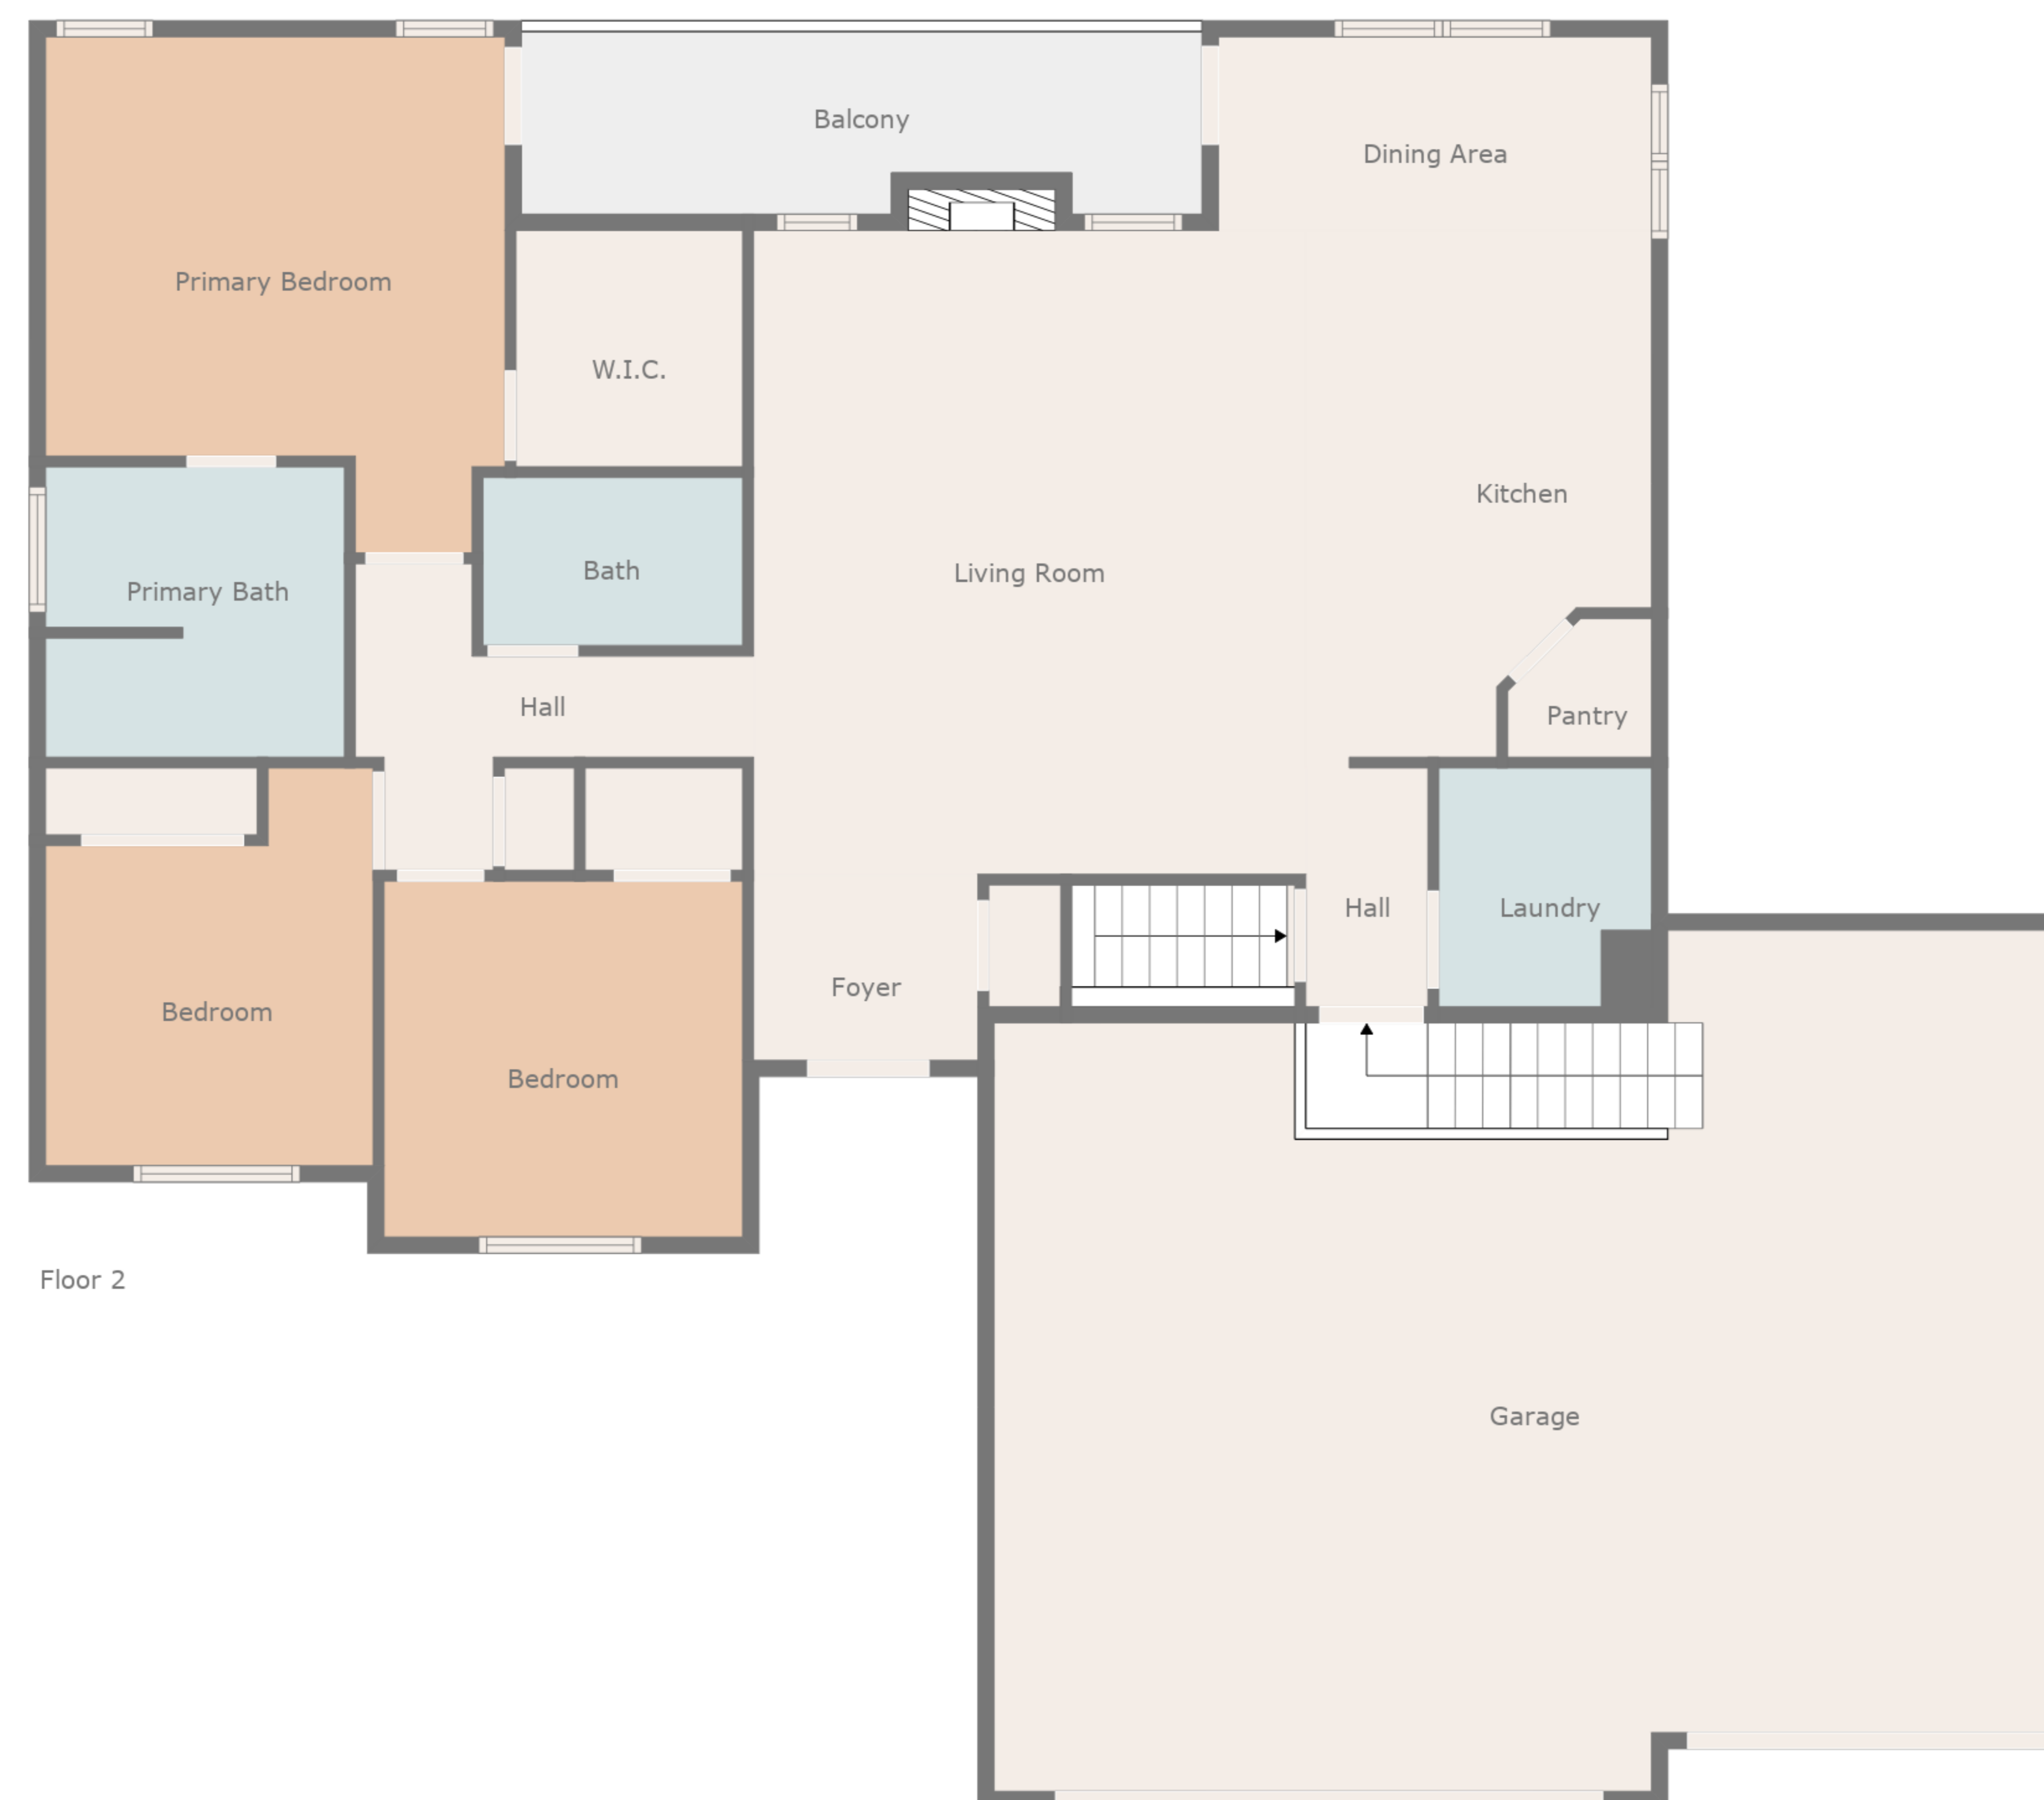 Balcony
Dining Area
Primary Bedroom
W.I.C.
Kitchen
Bath
Living Room
Primary Bath
Hall
Pantry
Hall
Laundry
Foyer
Bedroom
Bedroom
Floor 2
Garage